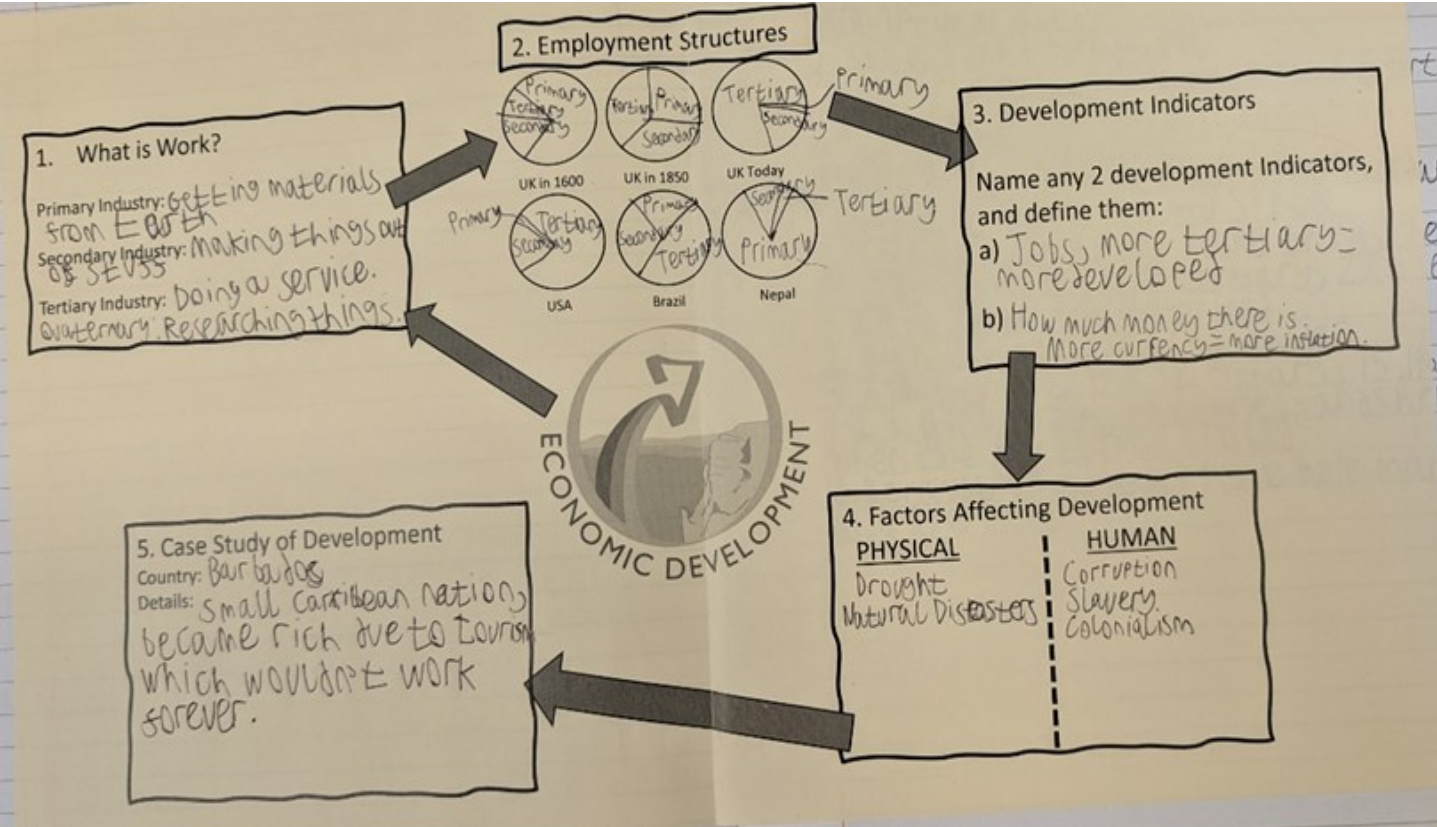 2. Employment Structures
Primary
Tertiary
Secondary
UK in 1600
Tertiary
Primary
Secondary
UK in 1850
Tertiary
Primary
Secondary
UK Today
Primary
Tertiary
Secondary
USA
Primary
Secondary
Tertiary
Brazil
Secondary
Tertiary
Primary
Nepal
1. What is Work?
Primary Industry: Getting materials
from Earth
Secondary Industry: Making things out
of stuff
Tertiary Industry: Doing a service.
Quaternary: Researching things.
3. Development Indicators
Name any 2 development Indicators,
and define them:
a) Jobs, more tertiary=
more developed
b) How much money there is.
More currency=more inflation.
ECONOMIC DEVELOPMENT
4. Factors Affecting Development
PHYSICAL
Drought
Natural Disasters
HUMAN
Corruption
Slavery
Colonialism
5. Case Study of Development
Country: Barbados
Details: Small Carribean nation,
became rich due to tourism
which wouldn't work
forever.